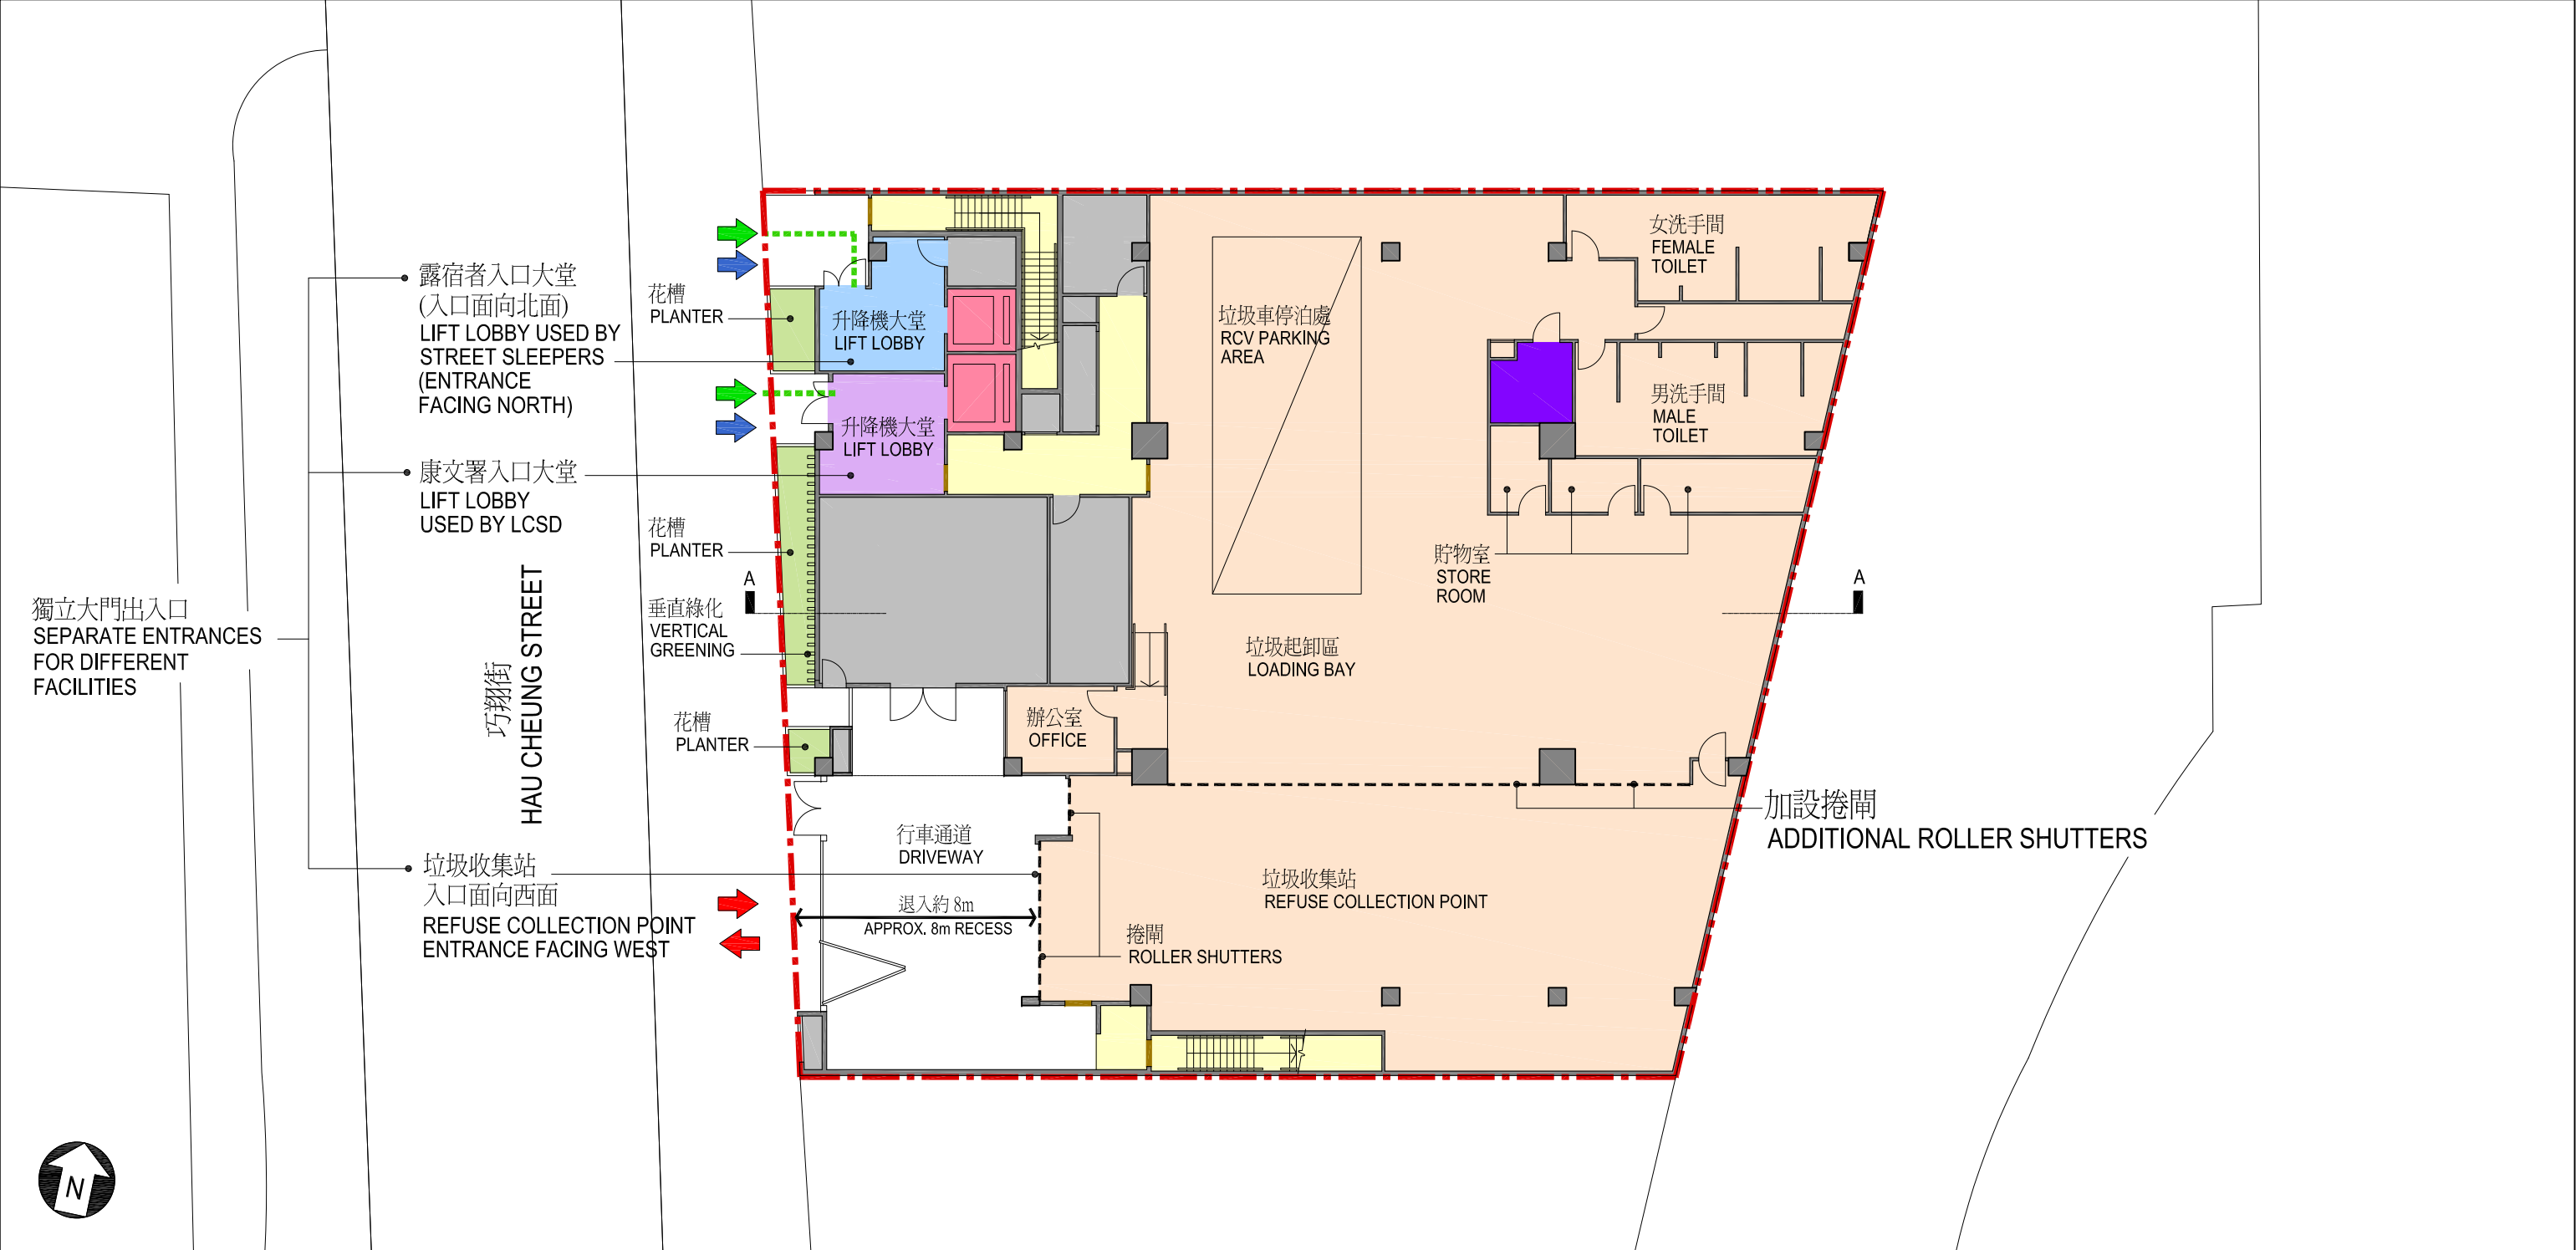 獨立大門出入口
SEPARATE ENTRANCES
FOR DIFFERENT
FACILITIES
露宿者入口大堂
(入口面向北面)
LIFT LOBBY USED BY
STREET SLEEPERS
(ENTRANCE
FACING NORTH)
康文署入口大堂
LIFT LOBBY
USED BY LCSD
巧翔街
HAU CHEUNG STREET
垃圾收集站
入口面向西面
REFUSE COLLECTION POINT
ENTRANCE FACING WEST
花槽
PLANTER
花槽
PLANTER
A
垂直綠化
VERTICAL
GREENING
花槽
PLANTER
升降機大堂
LIFT LOBBY
升降機大堂
LIFT LOBBY
垃圾車停泊處
RCV PARKING
AREA
女洗手間
FEMALE
TOILET
男洗手間
MALE
TOILET
貯物室
STORE
ROOM
A
垃圾起卸區
LOADING BAY
辦公室
OFFICE
行車通道
DRIVEWAY
退入約 8m
APPROX. 8m RECESS
捲閘
ROLLER SHUTTERS
垃圾收集站
REFUSE COLLECTION POINT
加設捲閘
ADDITIONAL ROLLER SHUTTERS
N